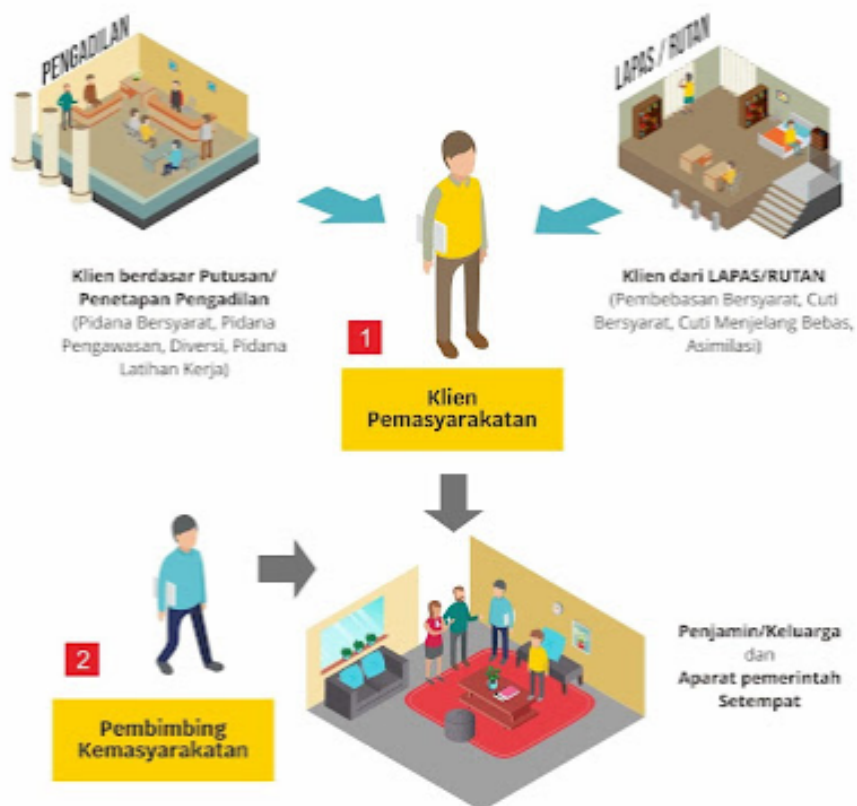 PENGADILAN
LAPAS / RUTAN
Klien berdasar Putusan/
Penetapan Pengadilan
(Pidana Bersyarat, Pidana
Pengawasan, Diversi, Pidana
Latihan Kerja)
Klien dari LAPAS/RUTAN
(Pembebasan Bersyarat, Cuti
Bersyarat, Cuti Menjelang Bebas,
Asimilasi)
1
Klien
Pemasyarakatan
2
Pembimbing
Kemasyarakatan
Penjamin/Keluarga
dan
Aparat pemerintah
Setempat